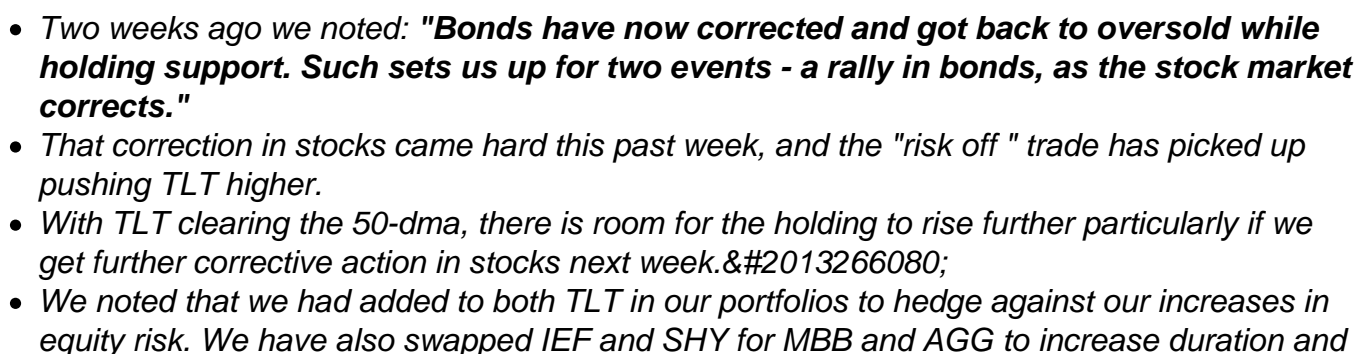 • Two weeks ago we noted: "Bonds have now corrected and got back to oversold while
holding support. Such sets us up for two events - a rally in bonds, as the stock market
corrects."
• That correction in stocks came hard this past week, and the "risk off " trade has picked up
pushing TLT higher.
• With TLT clearing the 50-dma, there is room for the holding to rise further particularly if we
get further corrective action in stocks next week.&#2013266080;
• We noted that we had added to both TLT in our portfolios to hedge against our increases in
equity risk. We have also swapped IEF and SHY for MBB and AGG to increase duration and